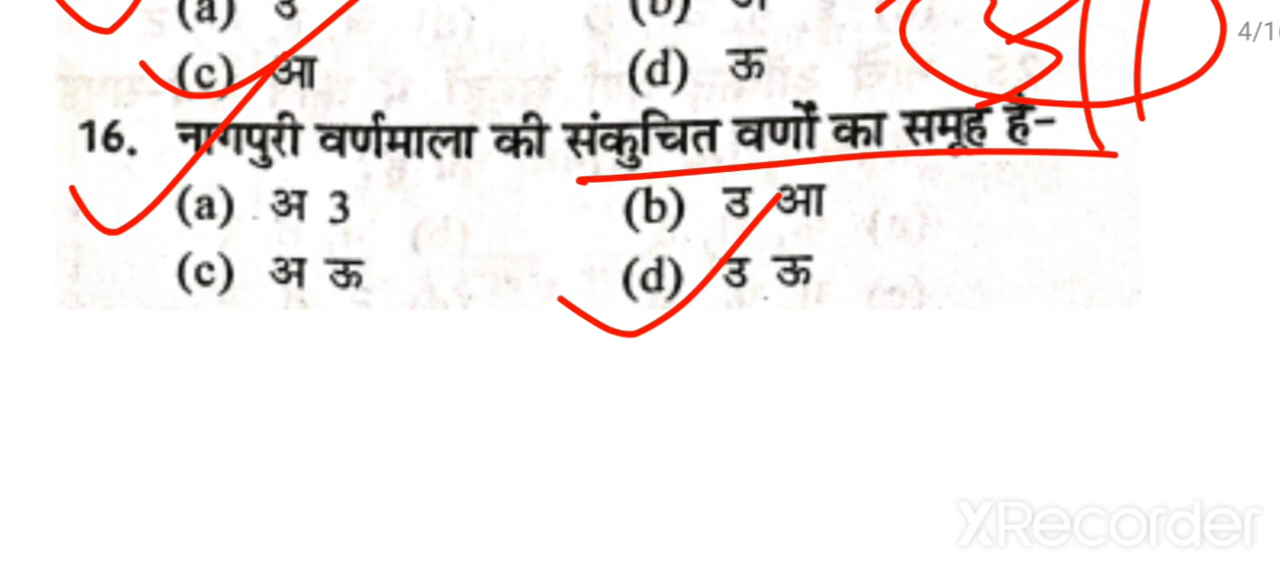 (a) उ (b) अ
(c) आ (d) ऊ
16. नागपुरी वर्णमाला की संकुचित वर्णों का समूह है-
(a) अ 3 (b) उ आ
(c) अ ऊ (d) उ ऊ
XRecorder